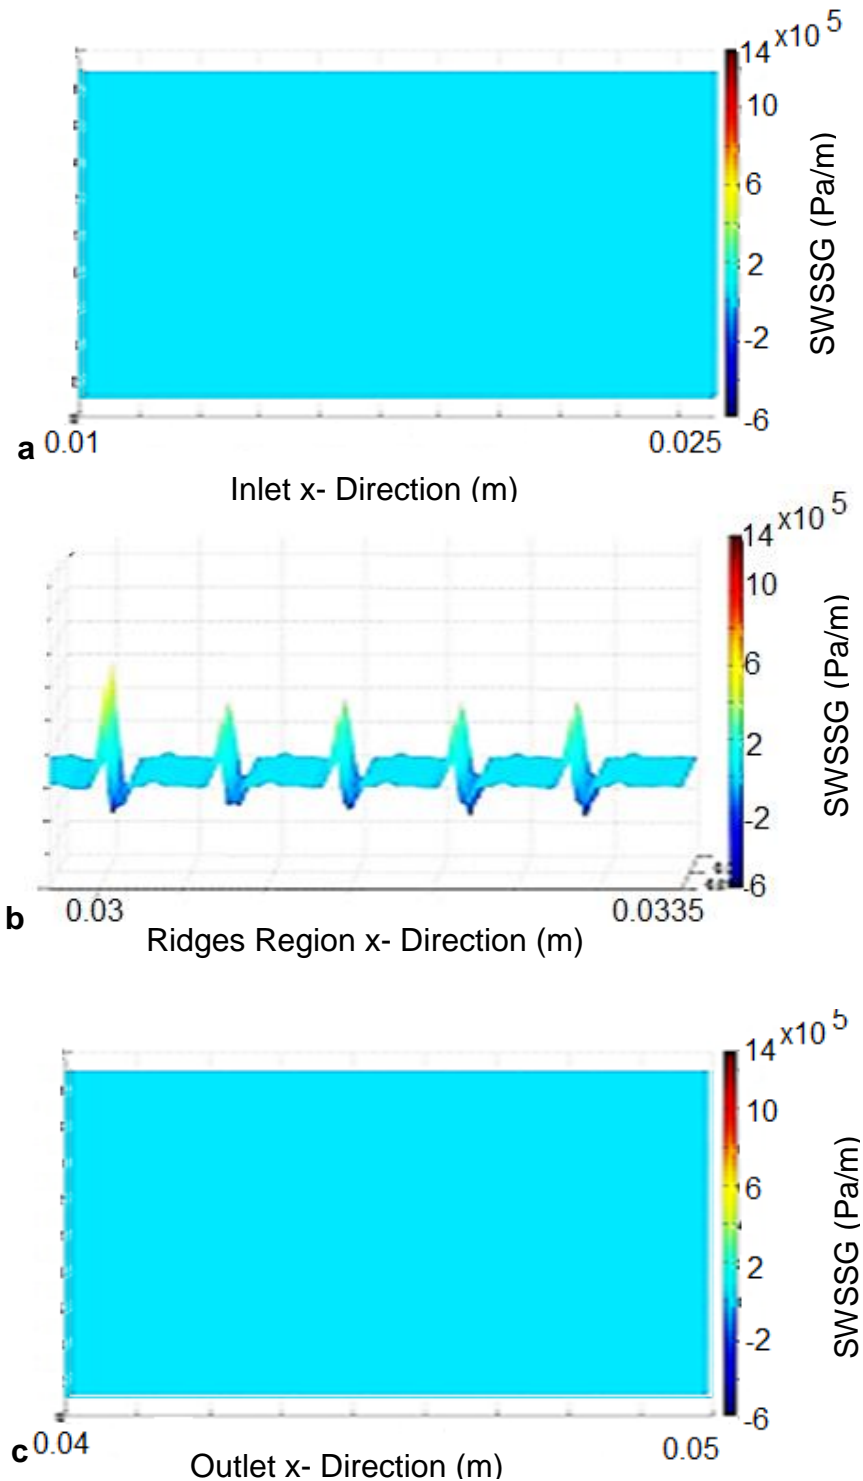 14 x10 5
10
6
2
-2
-6
SWSSG (Pa/m)
a 0.01 0.025
Inlet x- Direction (m)
14 x10 5
10
6
2
-2
-6
SWSSG (Pa/m)
b 0.03 0.0335
Ridges Region x- Direction (m)
14 x10 5
10
6
2
-2
-6
SWSSG (Pa/m)
c 0.04 0.05
Outlet x- Direction (m)